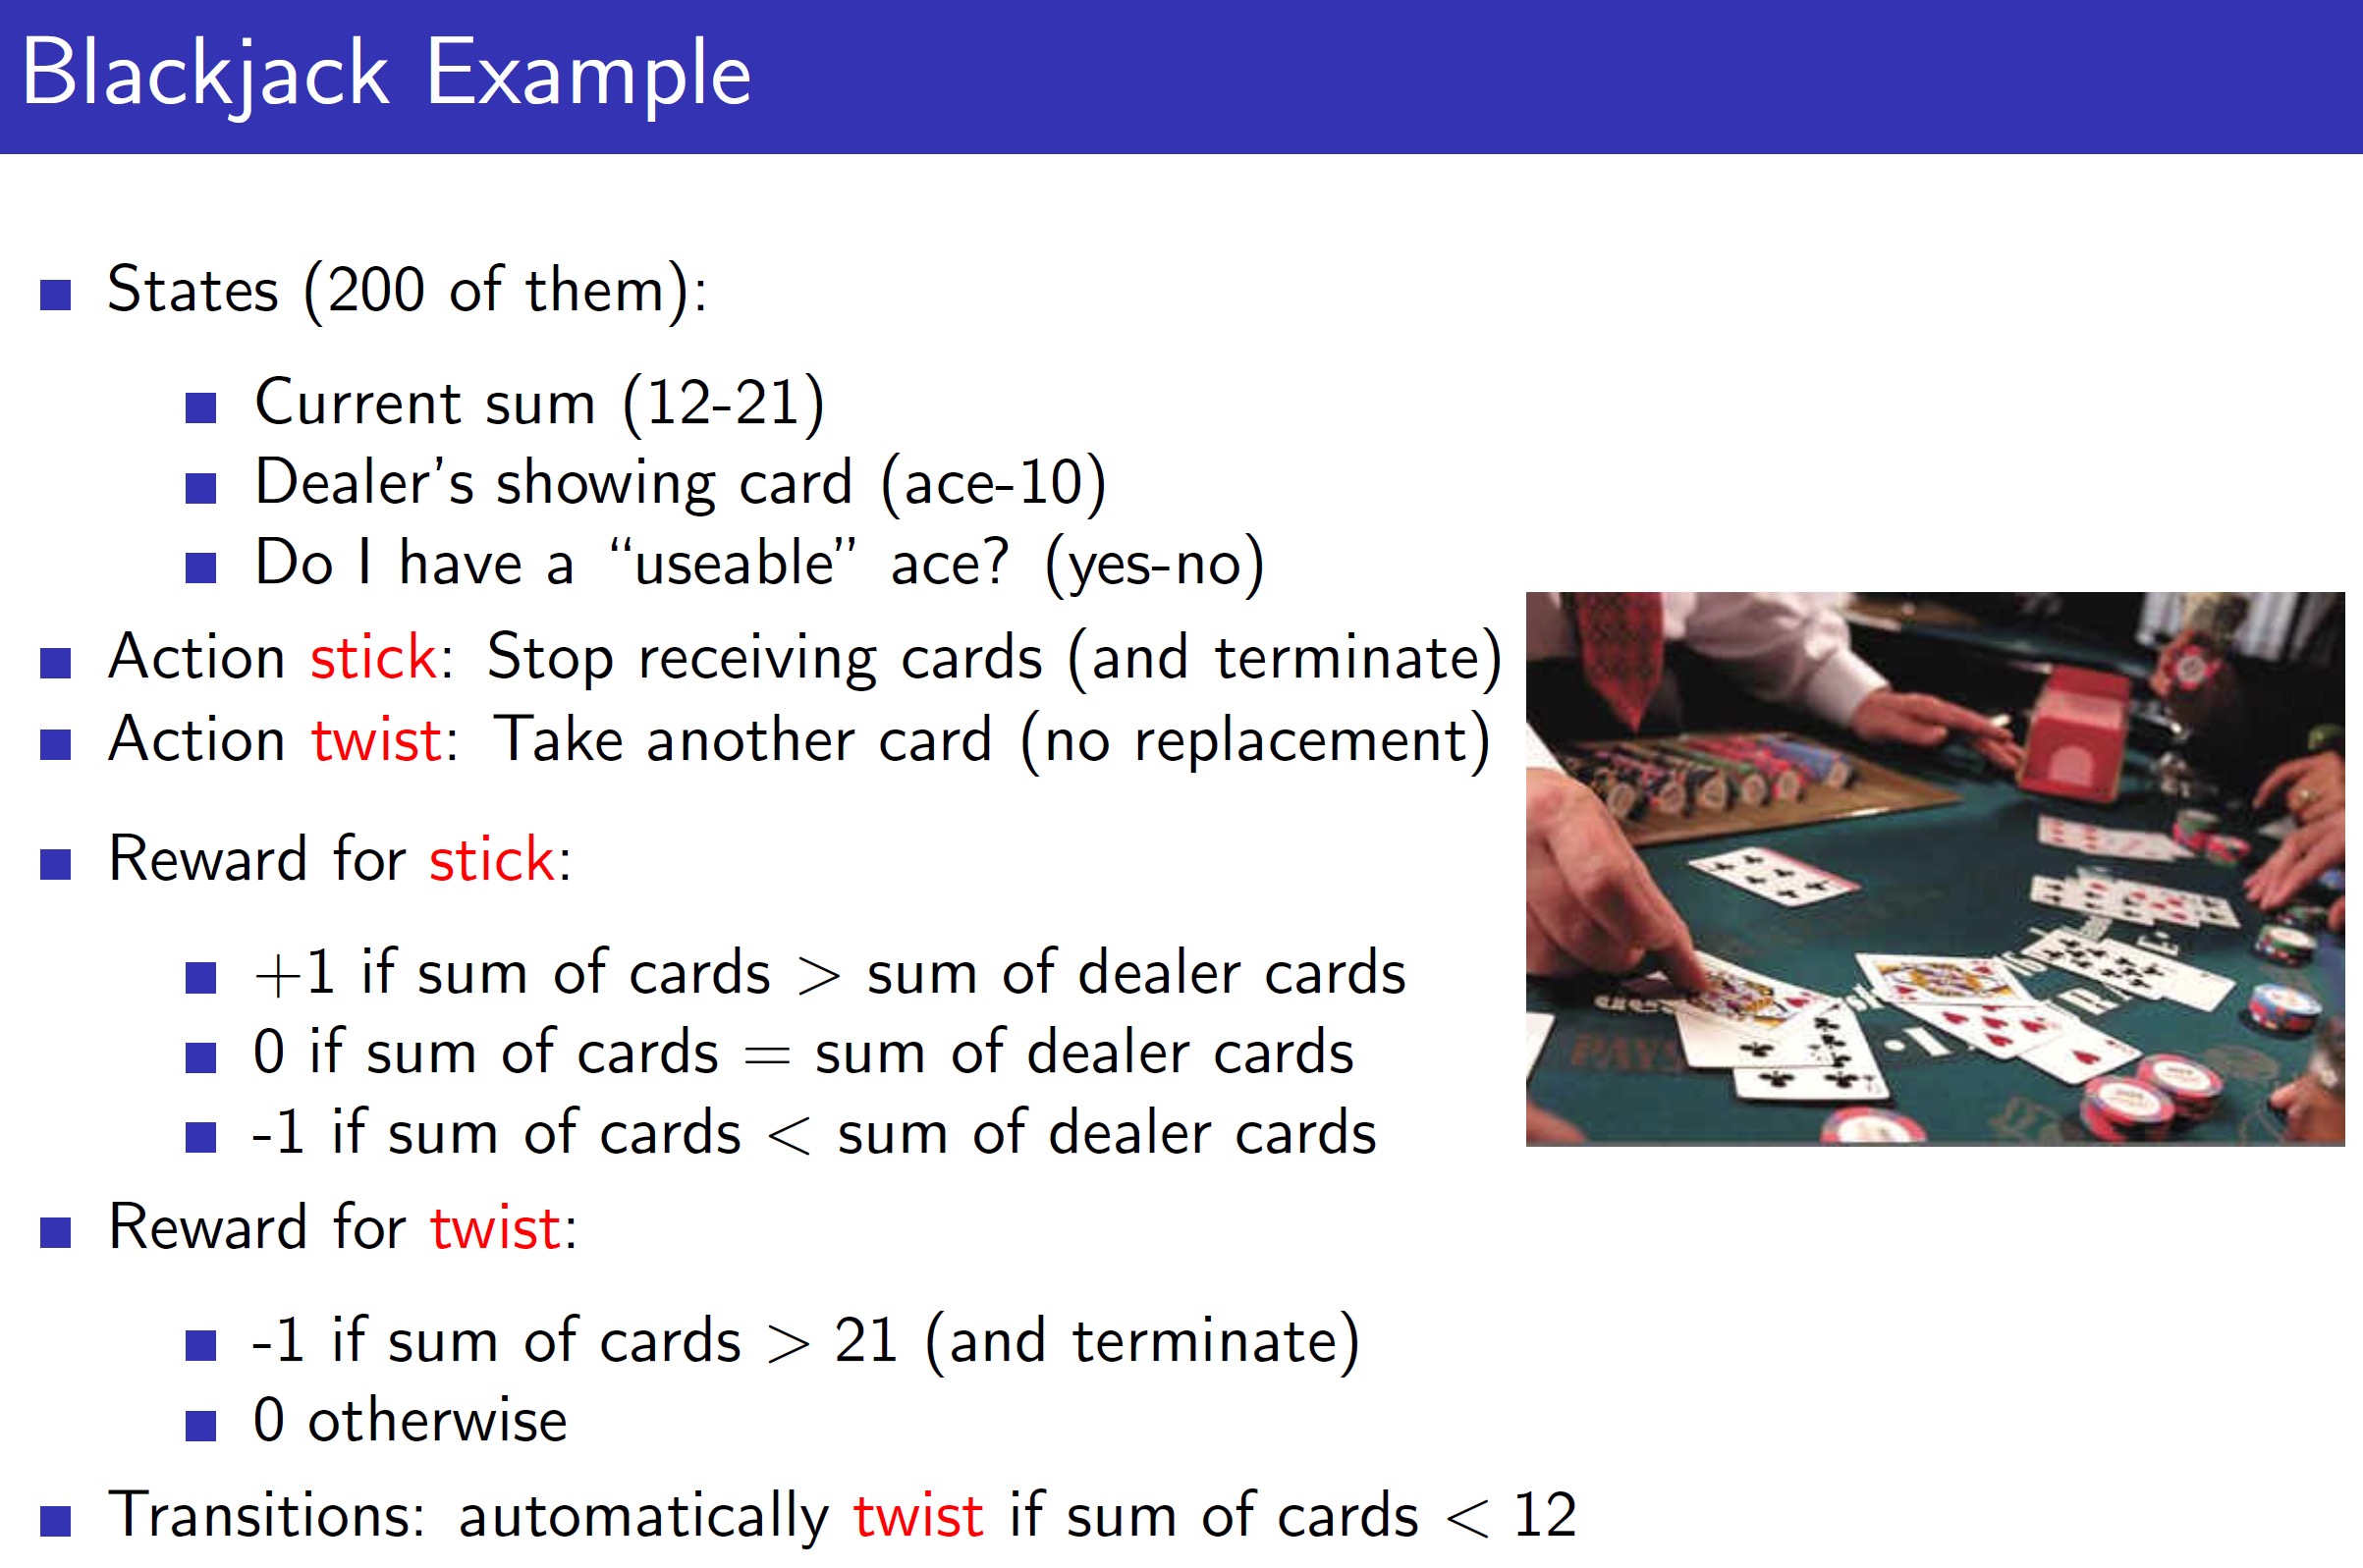 Blackjack Example
States (200 of them):
Current sum (12-21)
Dealer's showing card (ace-10)
Do I have a “useable” ace? (yes-no)
Action stick: Stop receiving cards (and terminate)
Action twist: Take another card (no replacement)
Reward for stick:
+1 if sum of cards > sum of dealer cards
0 if sum of cards = sum of dealer cards
-1 if sum of cards < sum of dealer cards
Reward for twist:
-1 if sum of cards > 21 (and terminate)
0 otherwise
Transitions: automatically twist if sum of cards < 12
PAYS